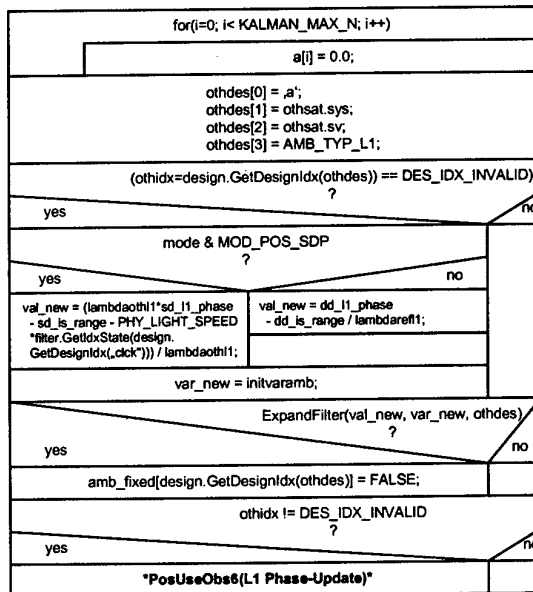 for(i=0; i< KALMAN_MAX_N; i++)
a[i] = 0.0;
othdes[0] = ‚a‘;
othdes[1] = othsat.sys;
othdes[2] = othsat.sv;
othdes[3] = AMB_TYP_L1;
(othidx=design.GetDesignIdx(othdes)) == DES_IDX_INVALID)
?
yes
no
mode & MOD_POS_SDP
?
yes
no
val_new = (lambdaothl1*sd_l1_phase
- sd_is_range - PHY_LIGHT_SPEED
*filter.GetIdxState(design.
GetDesignIdx(„clck“))) / lambdaothl1;
val_new = dd_l1_phase
- dd_is_range / lambdarefl1;
var_new = initvaramb;
ExpandFilter(val_new, var_new, othdes)
?
yes
no
amb_fixed[design.GetDesignIdx(othdes)] = FALSE;
othidx != DES_IDX_INVALID
?
yes
no
*PosUseObs6(L1 Phase-Update)*